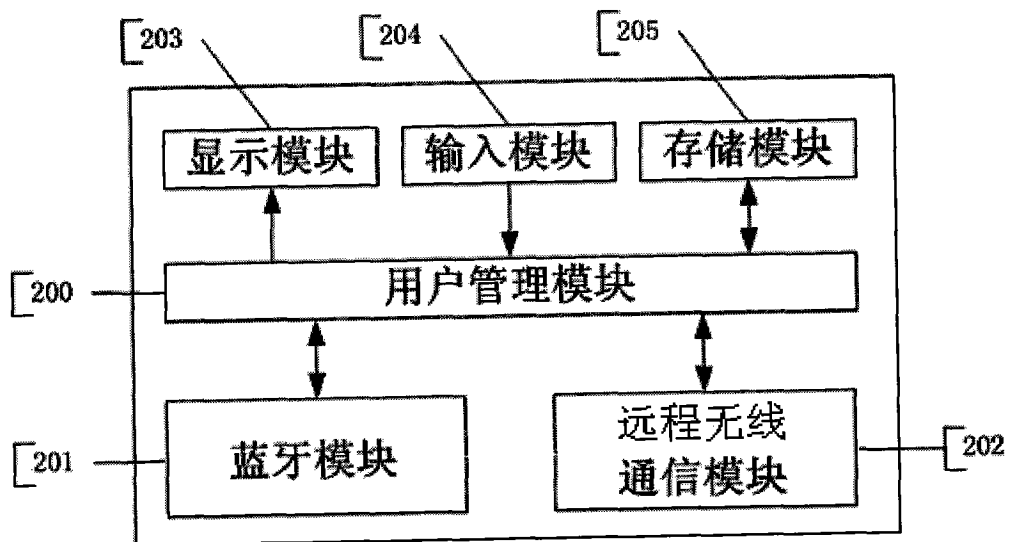 203
204
205
显示模块
输入模块
存储模块
200
用户管理模块
201
蓝牙模块
远程无线
通信模块
202